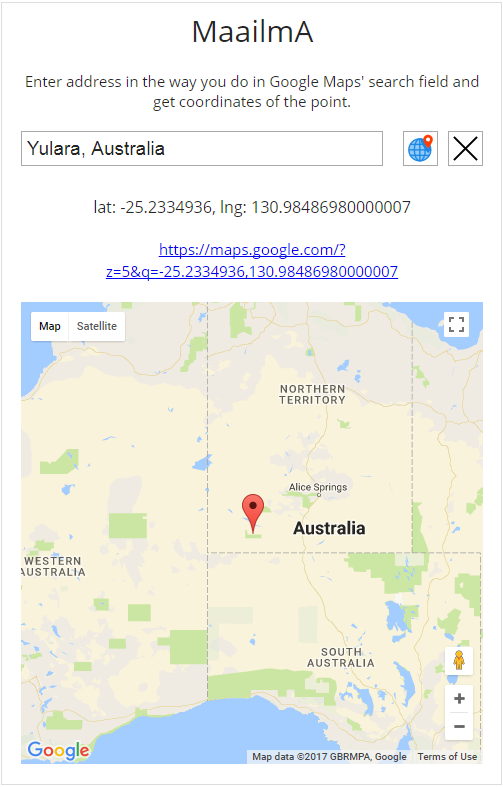 MaailmA
Enter address in the way you do in Google Maps' search field and
get coordinates of the point.
Yulara, Australia
lat: -25.2334936, lng: 130.98486980000007
https://maps.google.com/?
z=5&q=-25.2334936,130.98486980000007
Map
Satellite
NORTHERN
TERRITORY
Alice Springs
Australia
WESTERN
AUSTRALIA
SOUTH
AUSTRALIA
+
−
Google
Map data ©2017 GBRMPA, Google
Terms of Use